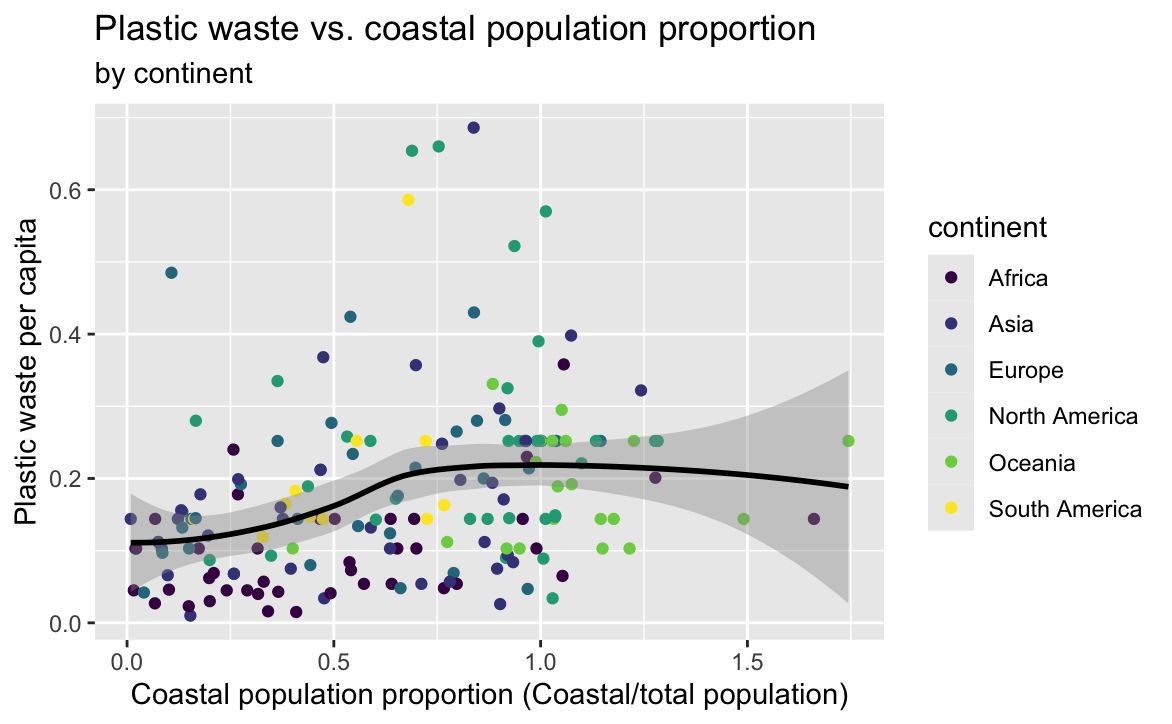 Plastic waste vs. coastal population proportion
by continent
Plastic waste per capita
0.6
0.4
0.2
0.0
0.0 0.5 1.0 1.5
Coastal population proportion (Coastal/total population)
continent
Africa
Asia
Europe
North America
Oceania
South America